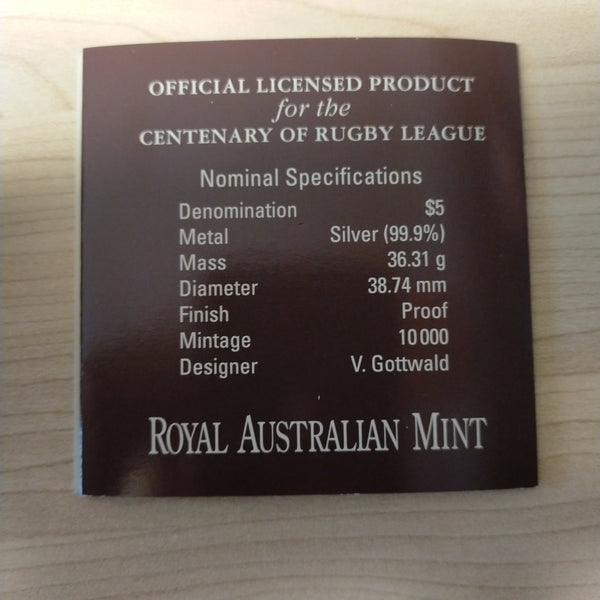 OFFICIAL LICENSED PRODUCT
for the
CENTENARY OF RUGBY LEAGUE
Nominal Specifications
Denomination $5
Metal Silver (99.9%)
Mass 36.31 g
Diameter 38.74 mm
Finish Proof
Mintage 10 000
Designer V. Gottwald
ROYAL AUSTRALIAN MINT